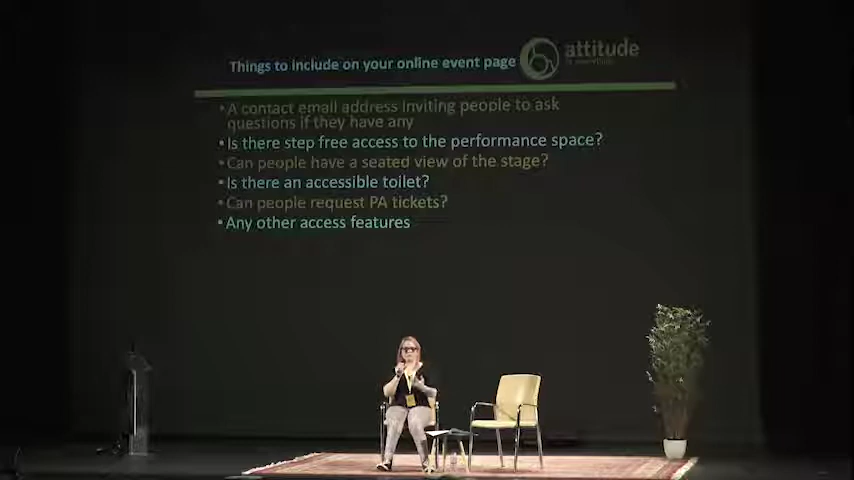 Things to include on your online event page
attitude
• A contact email address inviting people to ask
questions if they have any
• Is there step free access to the performance space?
• Can people have a seated view of the stage?
• Is there an accessible toilet?
• Can people request PA tickets?
• Any other access features